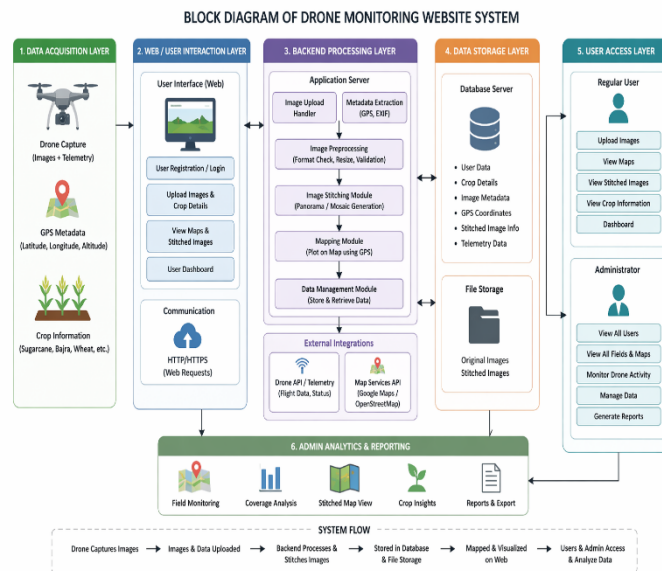 BLOCK DIAGRAM OF DRONE MONITORING WEBSITE SYSTEM
1. DATA ACQUISITION LAYER
Drone Capture
(Images + Telemetry)
GPS Metadata
(Latitude, Longitude, Altitude)
Crop Information
(Sugarcane, Bajra, Wheat, etc.)
2. WEB / USER INTERACTION LAYER
User Interface (Web)
User Registration / Login
Upload Images &
Crop Details
View Maps &
Stitched Images
User Dashboard
Communication
HTTP/HTTPS
(Web Requests)
3. BACKEND PROCESSING LAYER
Application Server
Image Upload
Handler
Metadata Extraction
(GPS, EXIF)
Image Preprocessing
(Format Check, Resize, Validation)
Image Stitching Module
(Panorama / Mosaic Generation)
Mapping Module
(Plot on Map using GPS)
Data Management Module
(Store & Retrieve Data)
External Integrations
Drone API / Telemetry
(Flight Data, Status)
Map Services API
(Google Maps /
OpenStreetMap)
4. DATA STORAGE LAYER
Database Server
• User Data
• Crop Details
• Image Metadata
• GPS Coordinates
• Stitched Image Info
• Telemetry Data
File Storage
Original Images
Stitched Images
5. USER ACCESS LAYER
Regular User
Upload Images
View Maps
View Stitched Images
View Crop Information
Dashboard
Administrator
View All Users
View All Fields & Maps
Monitor Drone Activity
Manage Data
Generate Reports
6. ADMIN ANALYTICS & REPORTING
Field Monitoring
Coverage Analysis
Stitched Map View
Crop Insights
Reports & Export
SYSTEM FLOW
Drone Captures Images
Images & Data Uploaded
Backend Processes &
Stitches Images
Stored in Database
& File Storage
Mapped & Visualized
on Web
Users & Admin Access
& Analyze Data